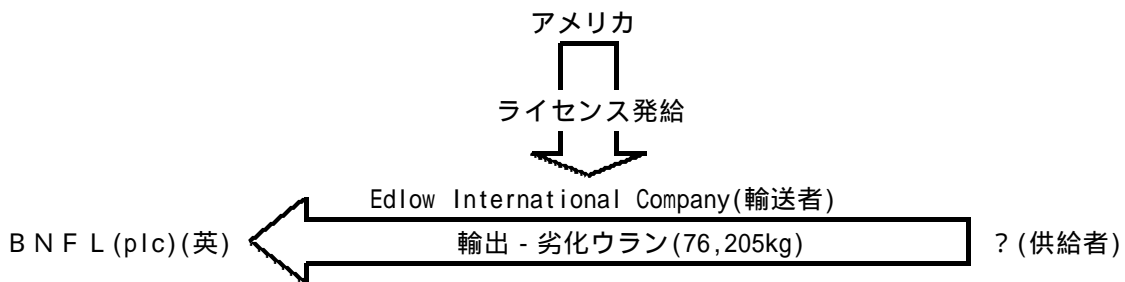 アメリカ
ライセンス発給
Edlow International Company(輸送者)
BNFL(plc)(英) 輸出-劣化ウラン(76,205kg) ?(供給者)